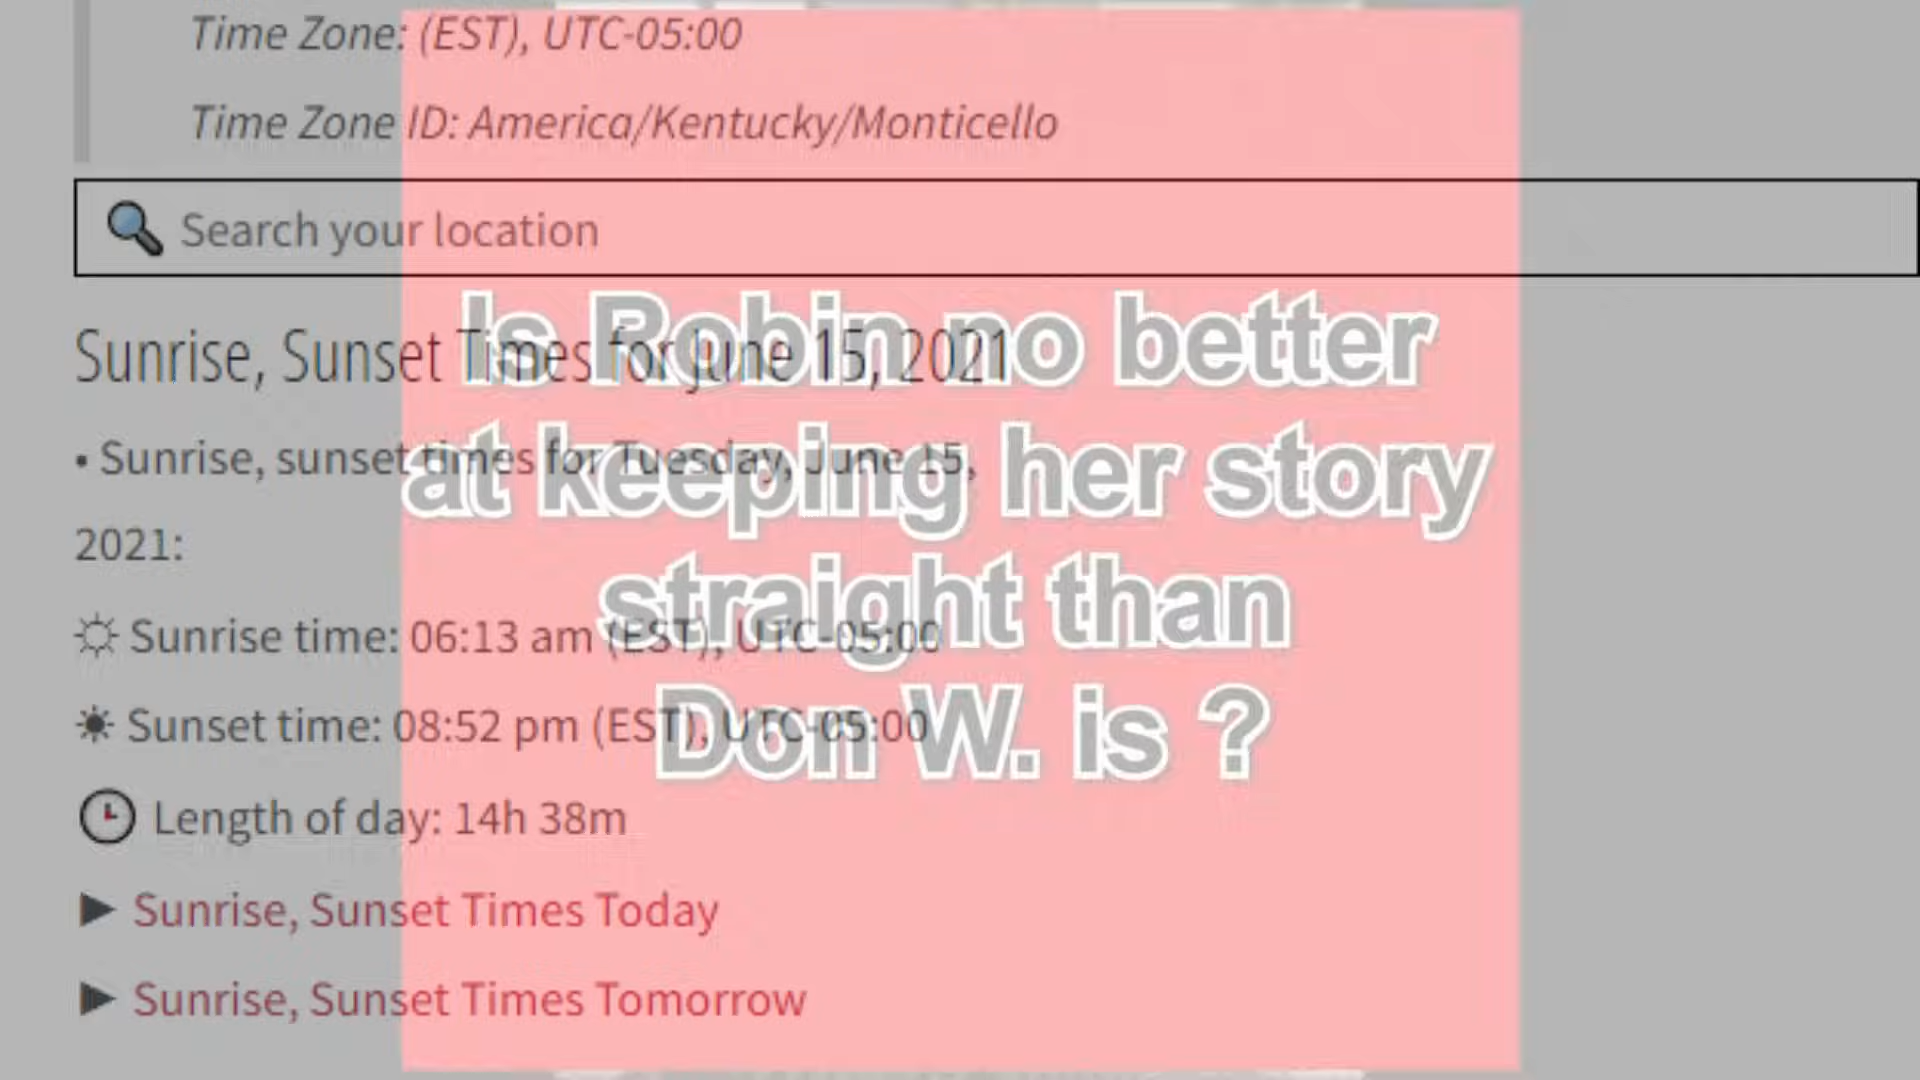 Time Zone: (EST), UTC-05:00
Time Zone ID: America/Kentucky/Monticello
Search your location
Sunrise, Sunset Times for June 15, 2021
• Sunrise, sunset times for Tuesday, June 15,
2021:
Sunrise time: 06:13 am (EST), UTC-05:00
Sunset time: 08:52 pm (EST), UTC-05:00
Length of day: 14h 38m
► Sunrise, Sunset Times Today
► Sunrise, Sunset Times Tomorrow
Is Robin no better
at keeping her story
straight than
Don W. is ?